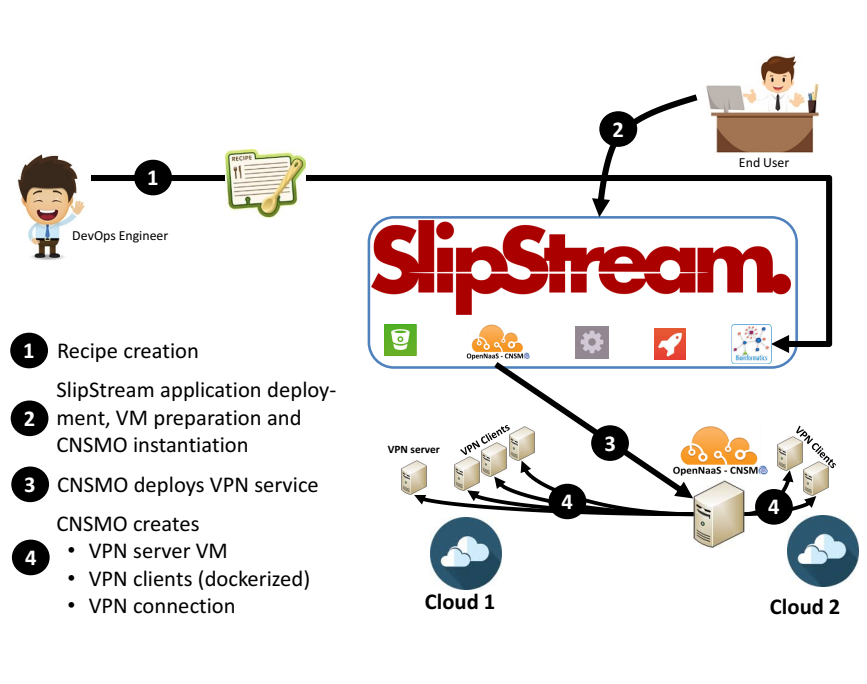 End User
2
1
RECIPE
DevOps Engineer
SlipStream.
OpenNaaS - CNSM
Bioinformatics
1 Recipe creation
2 SlipStream application deploy-
ment, VM preparation and
CNSMO instantiation
3 CNSMO deploys VPN service
4 CNSMO creates
• VPN server VM
• VPN clients (dockerized)
• VPN connection
VPN server
VPN Clients
3
OpenNaaS - CNSM
VPN Clients
4
4
Cloud 1
Cloud 2